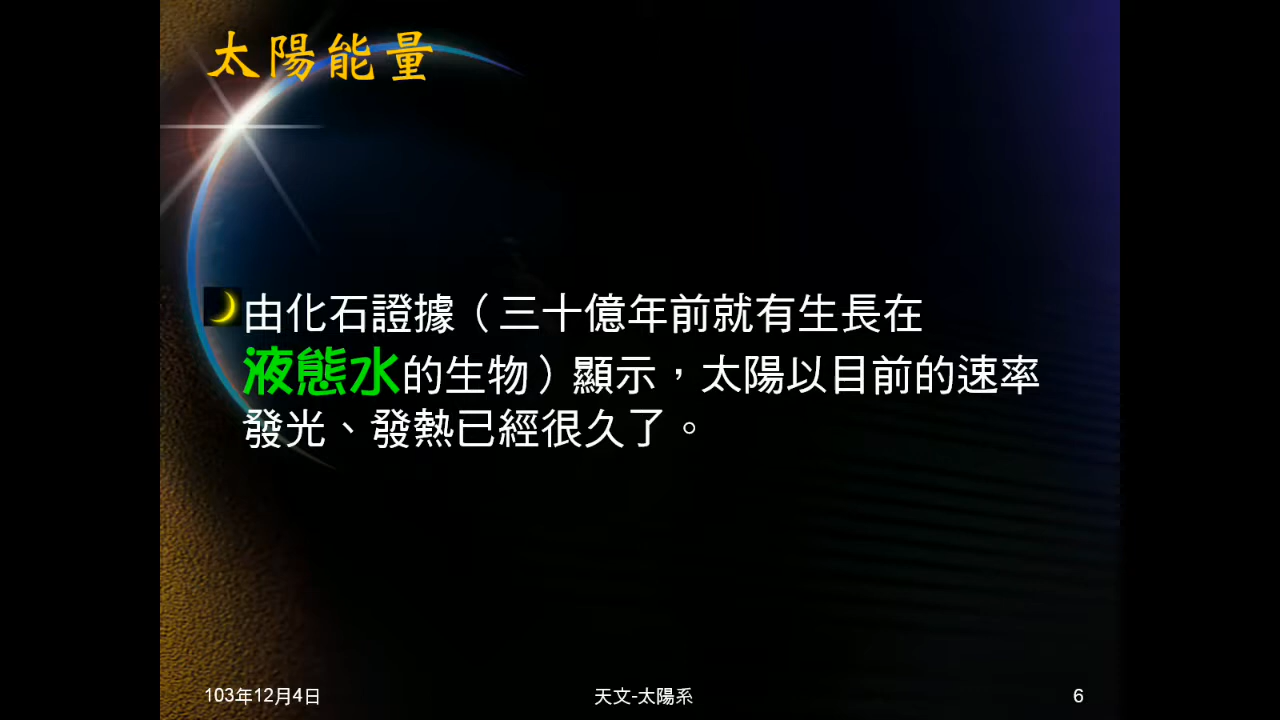 太陽能量
由化石證據（三十億年前就有生長在
液態水的生物）顯示，太陽以目前的速率
發光、發熱已經很久了。
103年12月4日
天文-太陽系
6